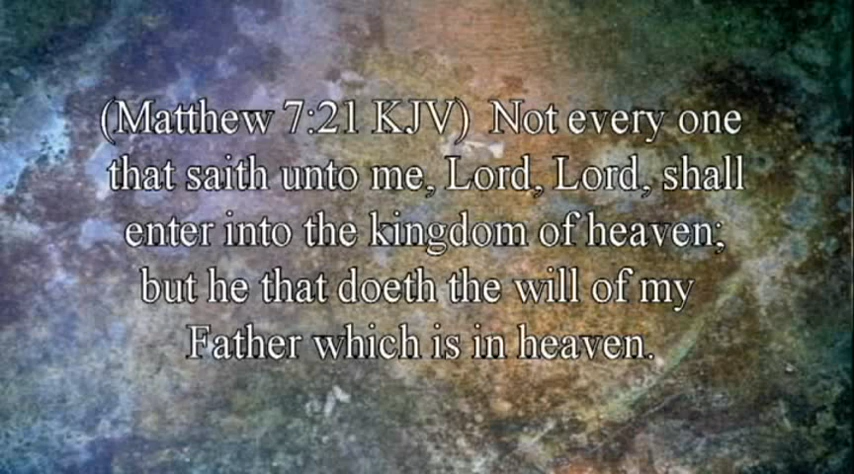 (Matthew 7:21 KJV)  Not every one
that saith unto me, Lord, Lord, shall
enter into the kingdom of heaven;
but he that doeth the will of my
Father which is in heaven.